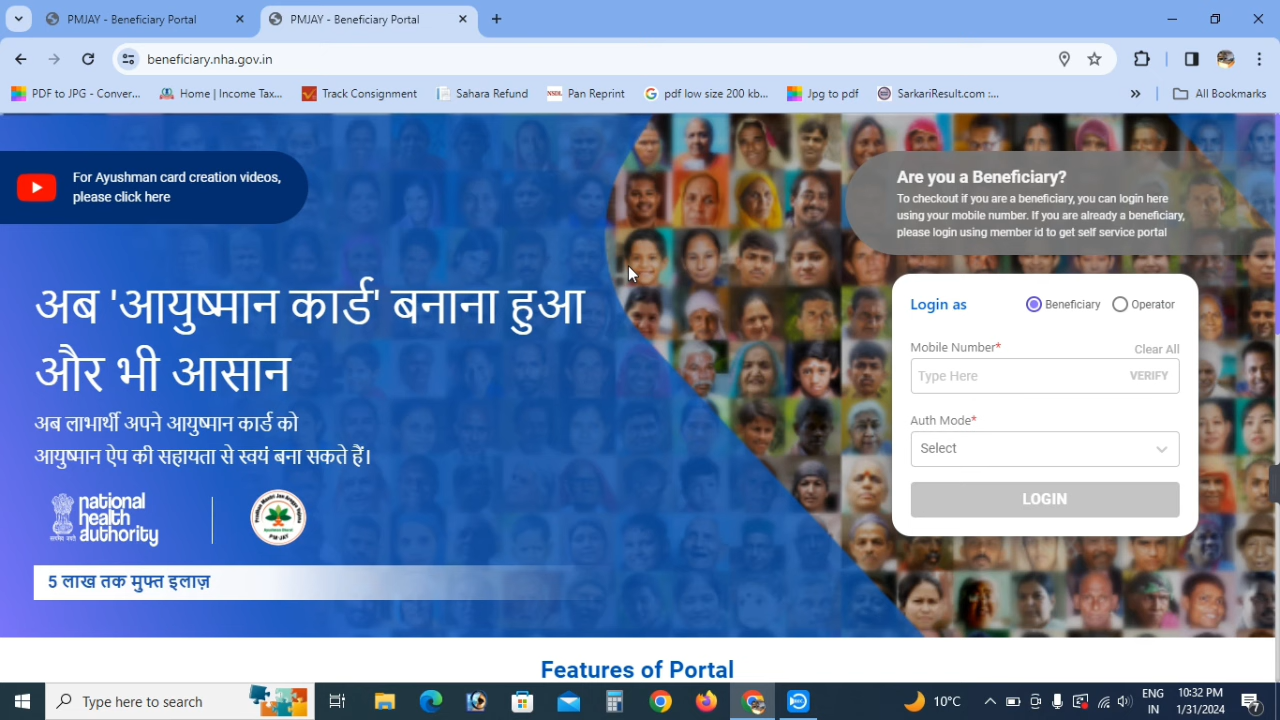 PMJAY - Beneficiary Portal
PMJAY - Beneficiary Portal
beneficiary.nha.gov.in
PDF to JPG - Conver...
Home | Income Tax...
Track Consignment
Sahara Refund
NSDL
Pan Reprint
pdf low size 200 kb...
Jpg to pdf
SarkariResult.com :...
All Bookmarks
For Ayushman card creation videos,
please click here
अब 'आयुष्मान कार्ड' बनाना हुआ
और भी आसान
अब लाभार्थी अपने आयुष्मान कार्ड को
आयुष्मान ऐप की सहायता से स्वयं बना सकते हैं।
national
health
authority
PM-JAY
5 लाख तक मुफ्त इलाज़
Are you a Beneficiary?
To checkout if you are a beneficiary, you can login here
using your mobile number. If you are already a beneficiary,
please login using member id to get self service portal
Login as
Beneficiary
Operator
Mobile Number*
Clear All
Type Here
VERIFY
Auth Mode*
Select
LOGIN
Features of Portal
Type here to search
10°C
ENG
IN
10:32 PM
1/31/2024
7